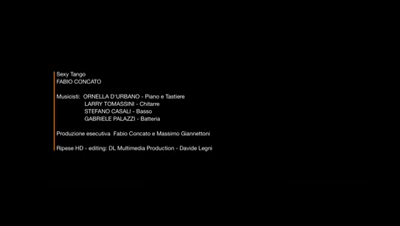 Sexy Tango
FABIO CONCATO
Musicisti: ORNELLA D'URBANO - Piano e Tastiere
LARRY TOMASSINI - Chitarre
STEFANO CASALI - Basso
GABRIELE PALAZZI - Batteria
Produzione esecutiva Fabio Concato e Massimo Giannettoni
Ripese HD - editing: DL Multimedia Production - Davide Legni